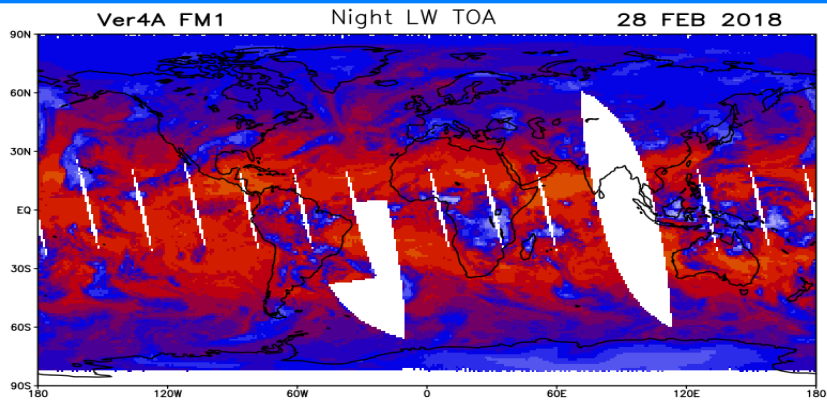 Ver4A FM1 Night LW TOA 28 FEB 2018
90N
60N
30N
EQ
30S
60S
90S
180 120W 60W 0 60E 120E 180